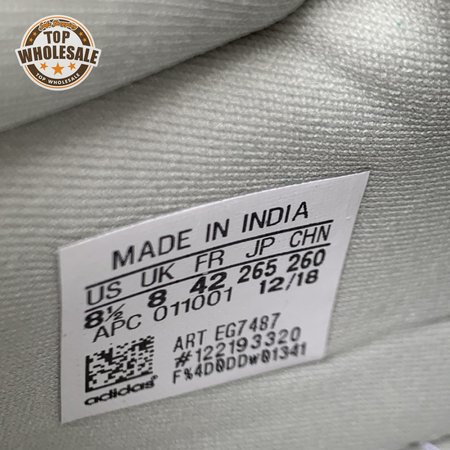 TOP
WHOLESALE
TOP WHOLESALE
MADE IN INDIA
US UK FR JP CHN
8½ 8 42 265 260
APC 011001 12/18
ART EG7487
#122193320
F%4D0DDW01341
adidas